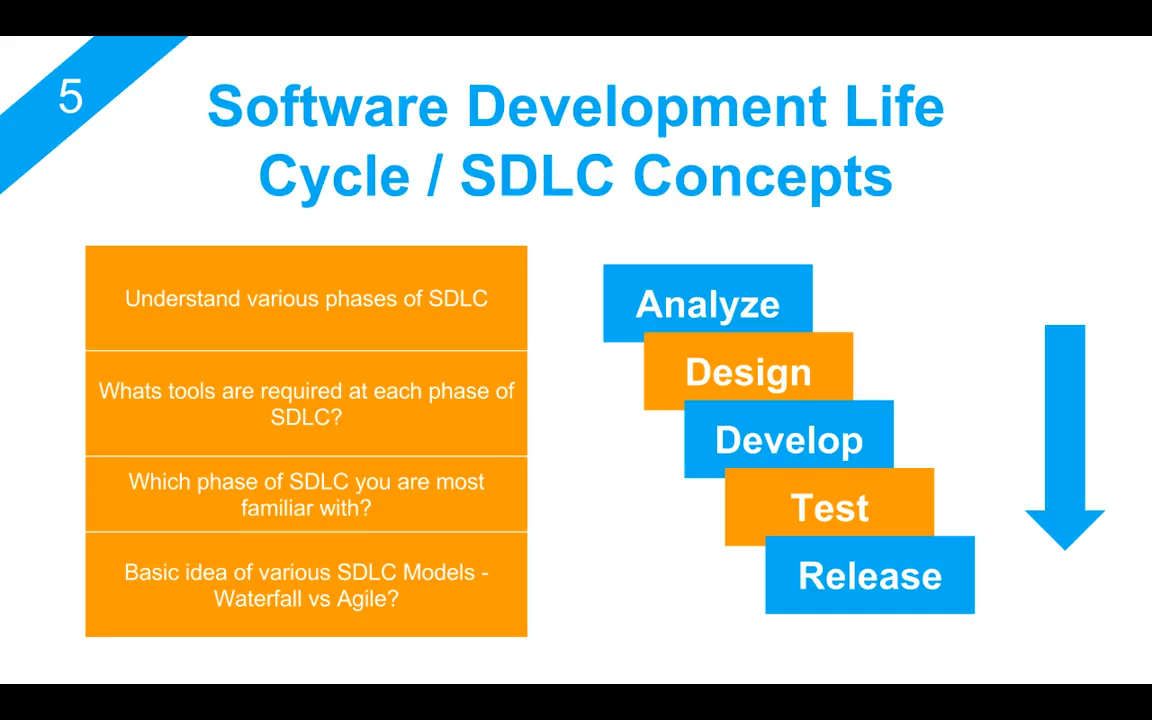 5
Software Development Life
Cycle / SDLC Concepts
Understand various phases of SDLC
Whats tools are required at each phase of
SDLC?
Which phase of SDLC you are most
familiar with?
Basic idea of various SDLC Models -
Waterfall vs Agile?
Analyze
Design
Develop
Test
Release